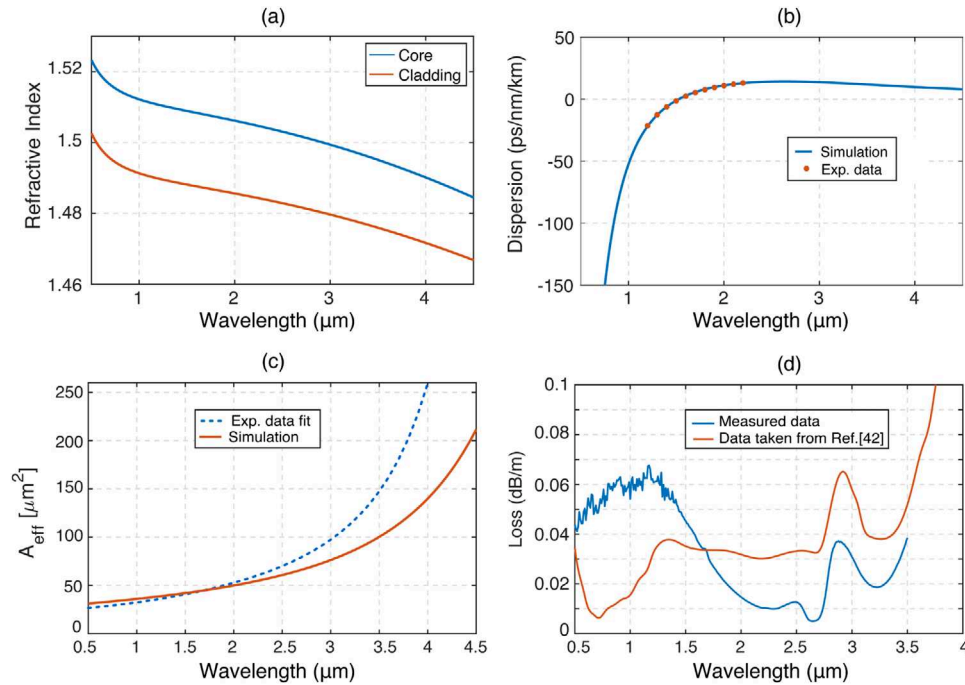 (a)
Refractive Index
1.52
1.5
1.48
1.46
Core
Cladding
1
2
3
4
Wavelength (μm)
(b)
Dispersion (ps/nm/km)
50
0
-50
-100
-150
Simulation
Exp. data
1
2
3
4
Wavelength (μm)
(c)
A_eff [μm²]
250
200
150
100
50
0
Exp. data fit
Simulation
0.5
1
1.5
2
2.5
3
3.5
4
4.5
Wavelength (μm)
(d)
Loss (dB/m)
0.1
0.08
0.06
0.04
0.02
0
Measured data
Data taken from Ref.[42]
0.5
1
1.5
2
2.5
3
3.5
4
Wavelength (μm)